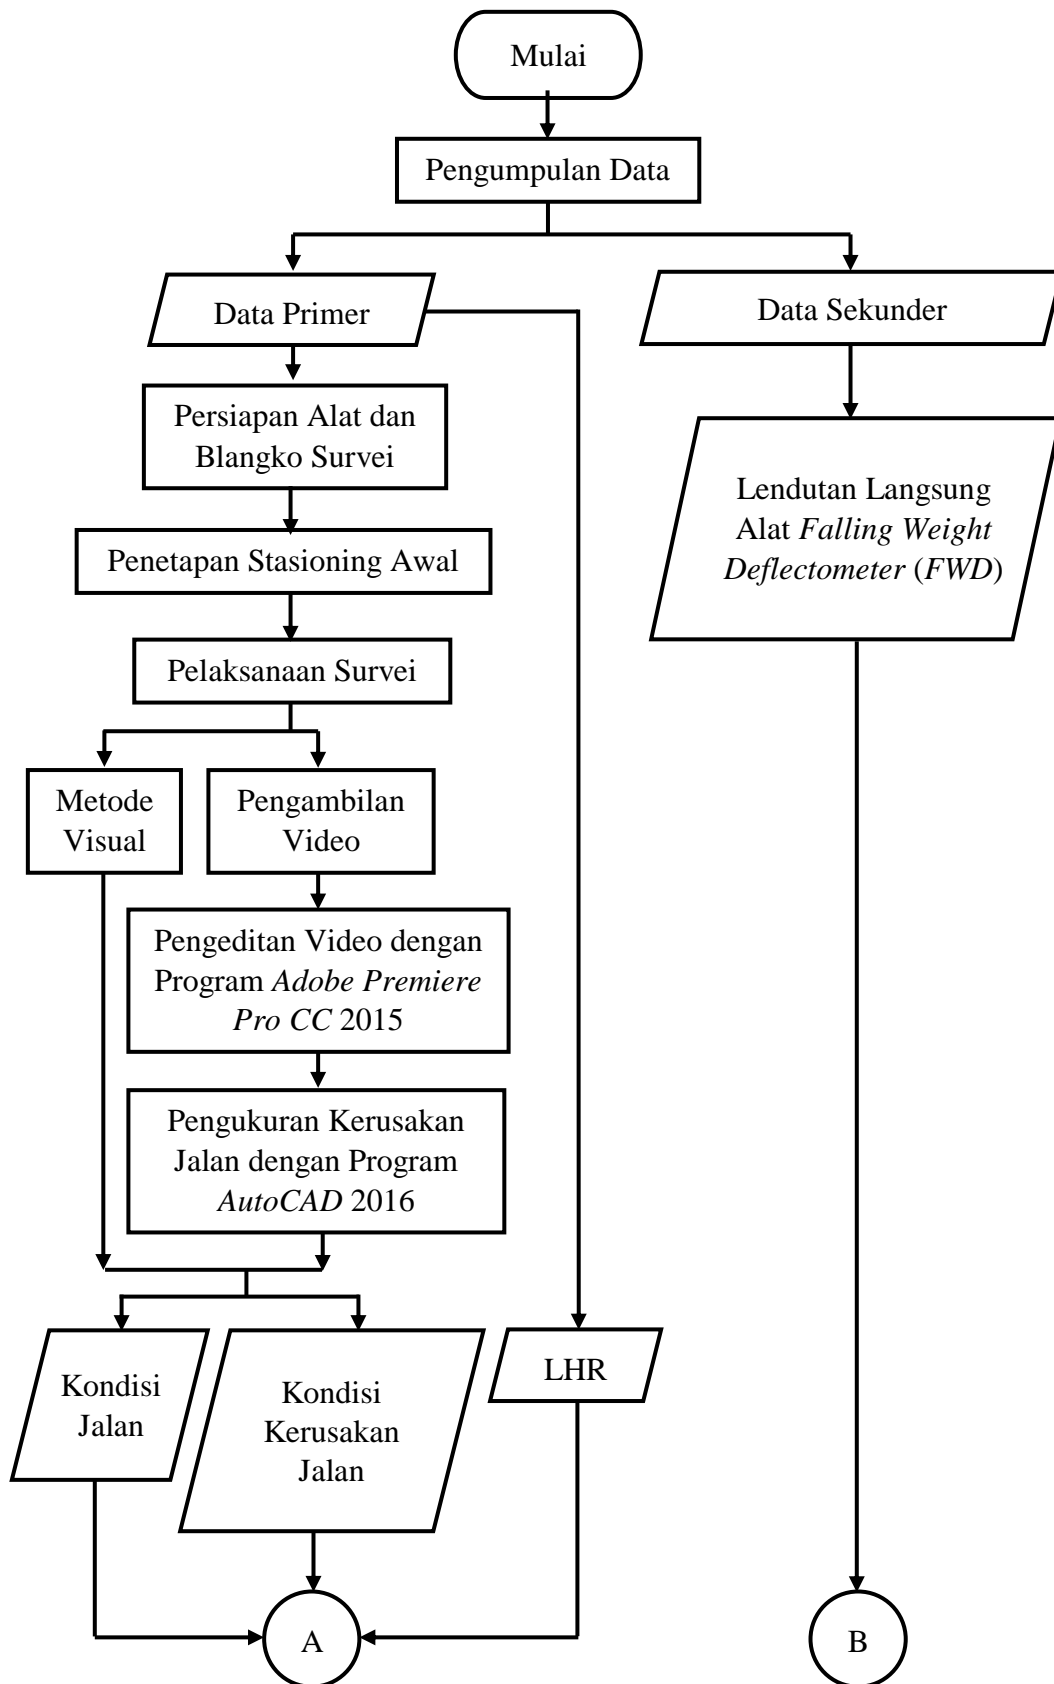 Mulai
Pengumpulan Data
Data Primer
Data Sekunder
Persiapan Alat dan
Blangko Survei
Lendutan Langsung
Alat Falling Weight
Deflectometer (FWD)
Penetapan Stasioning Awal
Pelaksanaan Survei
Metode
Visual
Pengambilan
Video
Pengeditan Video dengan
Program Adobe Premiere
Pro CC 2015
Pengukuran Kerusakan
Jalan dengan Program
AutoCAD 2016
Kondisi
Jalan
Kondisi
Kerusakan
Jalan
LHR
A
B